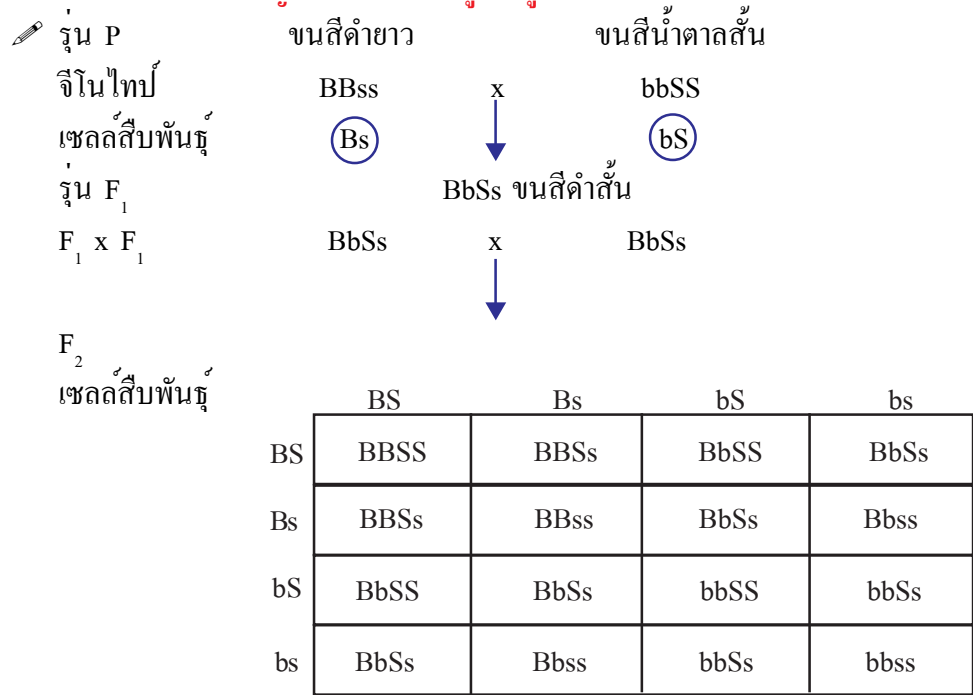 รุ่น P ขนสีดำยาว ขนสีน้ำตาลสั้น
จีโนไทป์ BBss x bbSS
เซลล์สืบพันธุ์ Bs bS
รุ่น F1 BbSs ขนสีดำสั้น
F1 x F1 BbSs x BbSs
F2
เซลล์สืบพันธุ์
BS Bs bS bs
BS BBSS BBSs BbSS BbSs
Bs BBSs BBss BbSs Bbss
bS BbSS BbSs bbSS bbSs
bs BbSs Bbss bbSs bbss